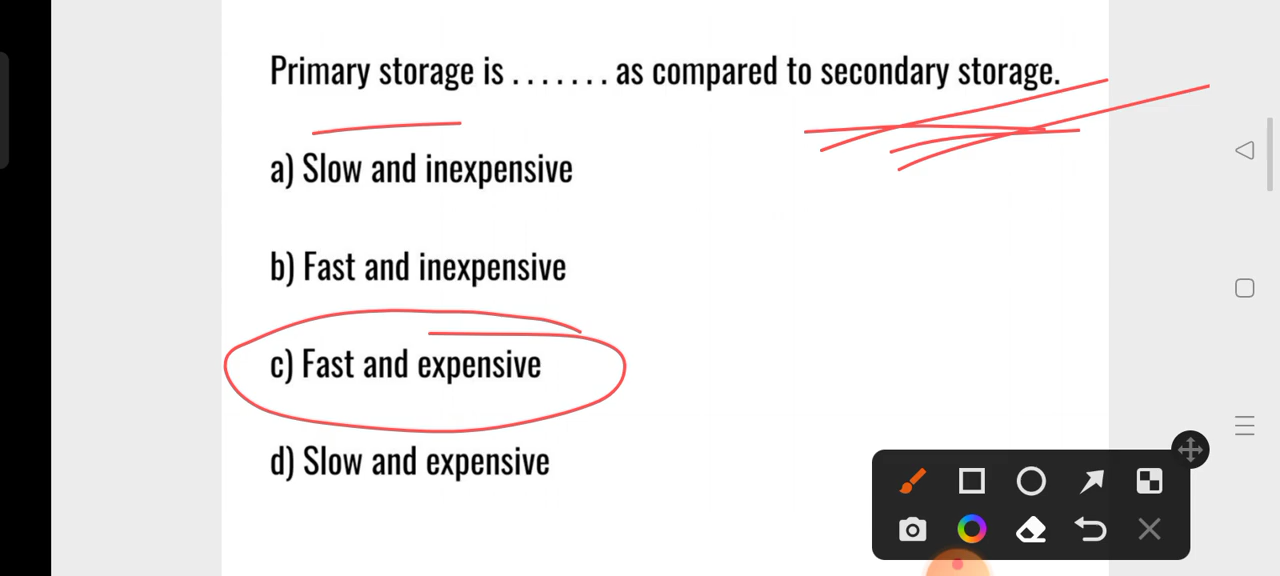 Primary storage is ....... as compared to secondary storage.
a) Slow and inexpensive
b) Fast and inexpensive
c) Fast and expensive
d) Slow and expensive